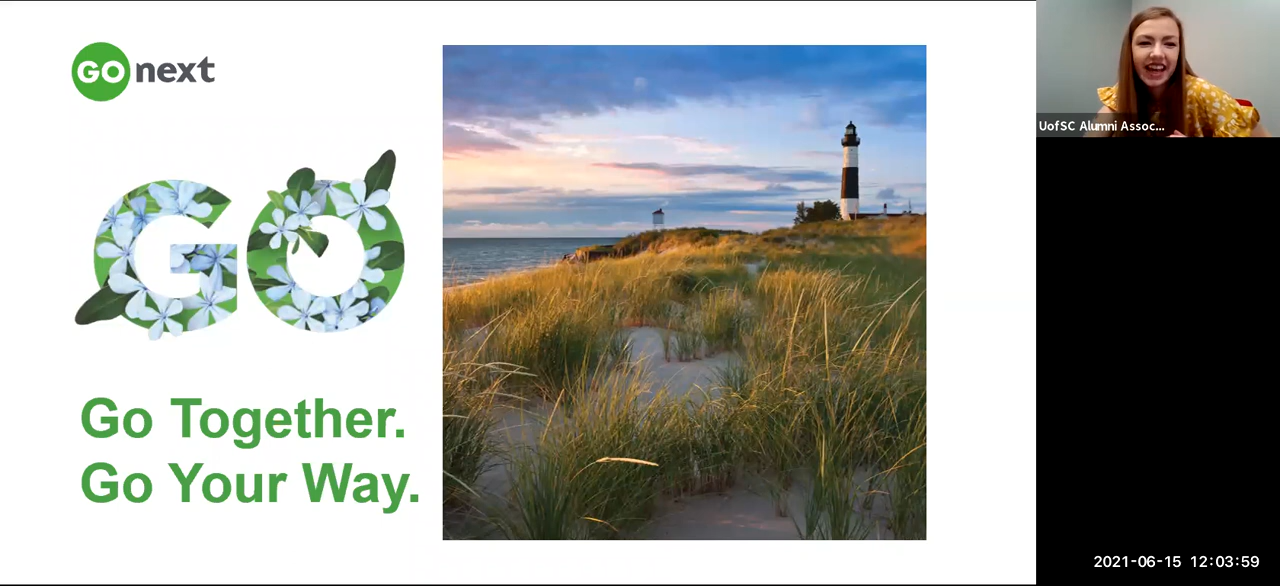 GO next
GO
Go Together.
Go Your Way.
UofSC Alumni Assoc...
2021-06-15 12:03:59